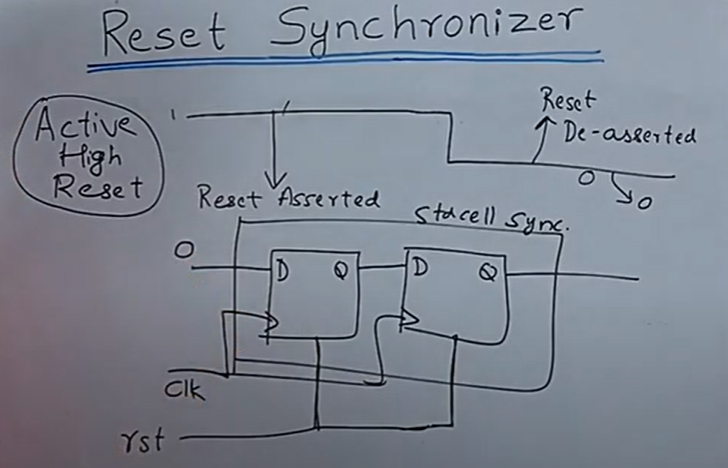 Reset Synchronizer
Active
High
Reset
1
Reset
De-asserted
0
0
Reset Asserted
Stdcell Sync.
0
D Q
D Q
Clk
rst